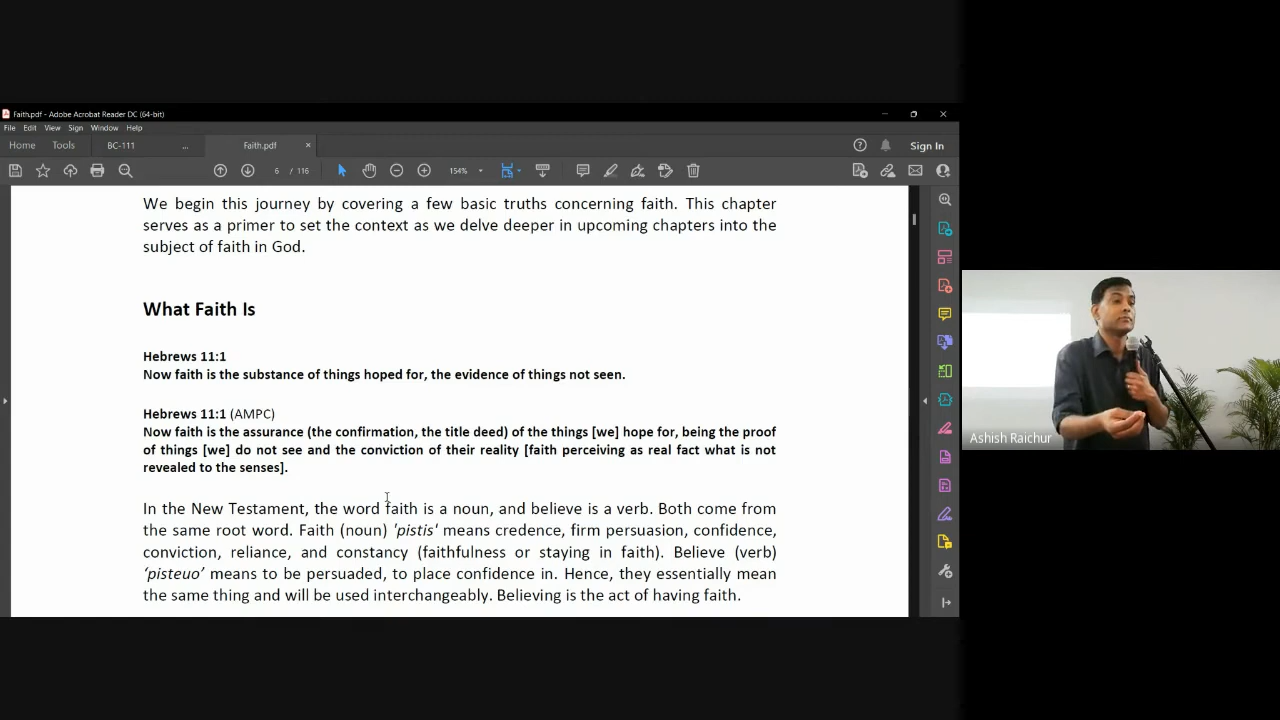 Faith.pdf - Adobe Acrobat Reader DC (64-bit)
File Edit View Sign Window Help
Home Tools BC-111 ... Faith.pdf × Sign In
6 / 116 154%
We begin this journey by covering a few basic truths concerning faith. This chapter
serves as a primer to set the context as we delve deeper in upcoming chapters into the
subject of faith in God.
What Faith Is
Hebrews 11:1
Now faith is the substance of things hoped for, the evidence of things not seen.
Hebrews 11:1 (AMPC)
Now faith is the assurance (the confirmation, the title deed) of the things [we] hope for, being the proof
of things [we] do not see and the conviction of their reality [faith perceiving as real fact what is not
revealed to the senses].
In the New Testament, the word faith is a noun, and believe is a verb. Both come from
the same root word. Faith (noun) 'pistis' means credence, firm persuasion, confidence,
conviction, reliance, and constancy (faithfulness or staying in faith). Believe (verb)
‘pisteuo’ means to be persuaded, to place confidence in. Hence, they essentially mean
the same thing and will be used interchangeably. Believing is the act of having faith.
Ashish Raichur